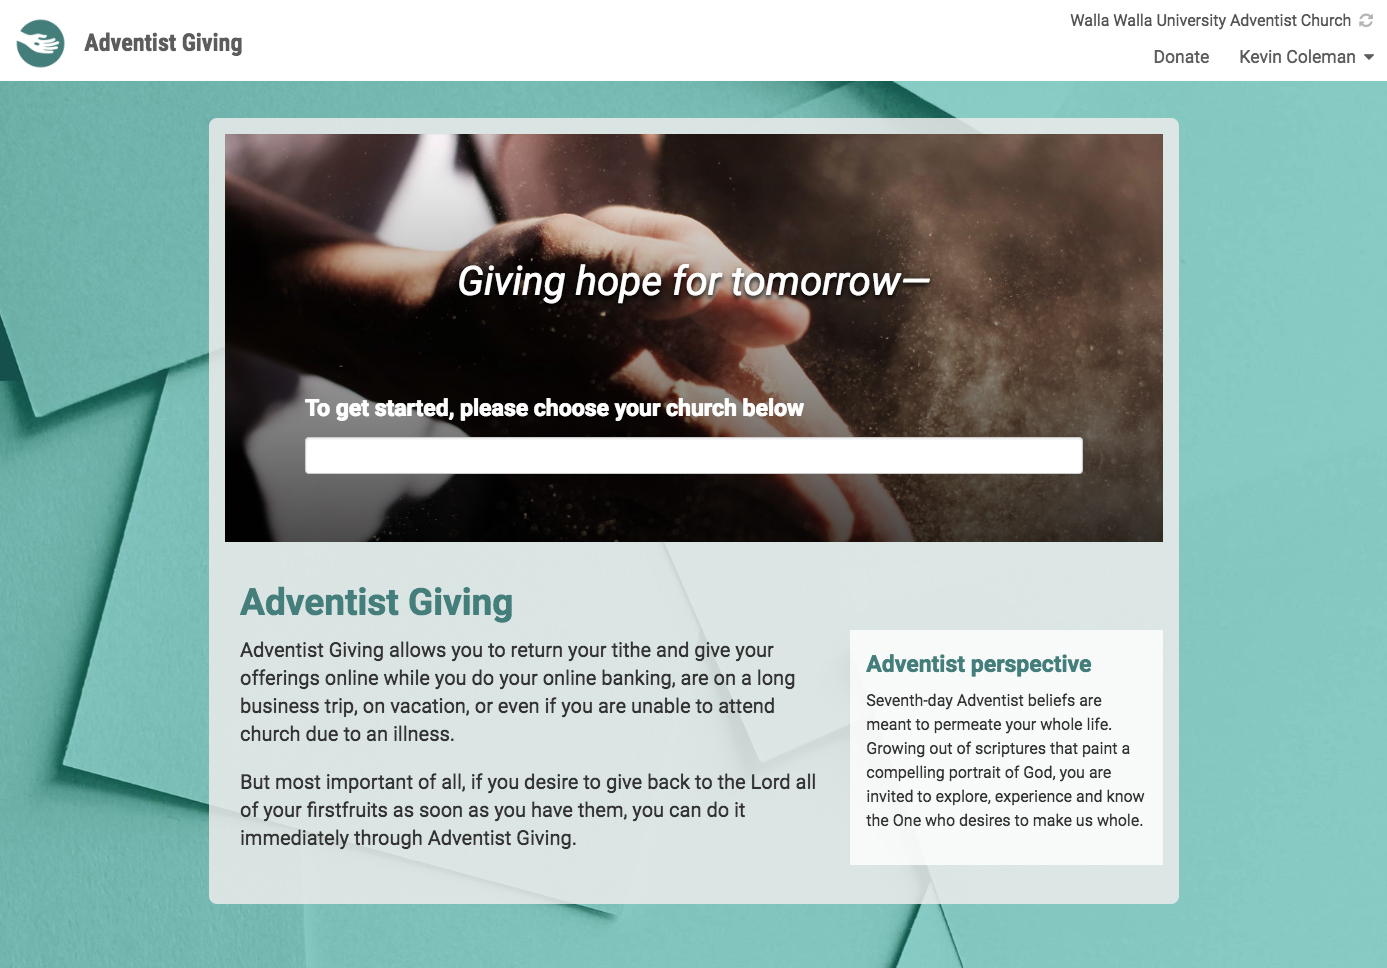 Adventist Giving
Walla Walla University Adventist Church
Donate
Kevin Coleman
Giving hope for tomorrow—
To get started, please choose your church below
Adventist Giving
Adventist Giving allows you to return your tithe and give your
offerings online while you do your online banking, are on a long
business trip, on vacation, or even if you are unable to attend
church due to an illness.
But most important of all, if you desire to give back to the Lord all
of your firstfruits as soon as you have them, you can do it
immediately through Adventist Giving.
Adventist perspective
Seventh-day Adventist beliefs are
meant to permeate your whole life.
Growing out of scriptures that paint a
compelling portrait of God, you are
invited to explore, experience and know
the One who desires to make us whole.